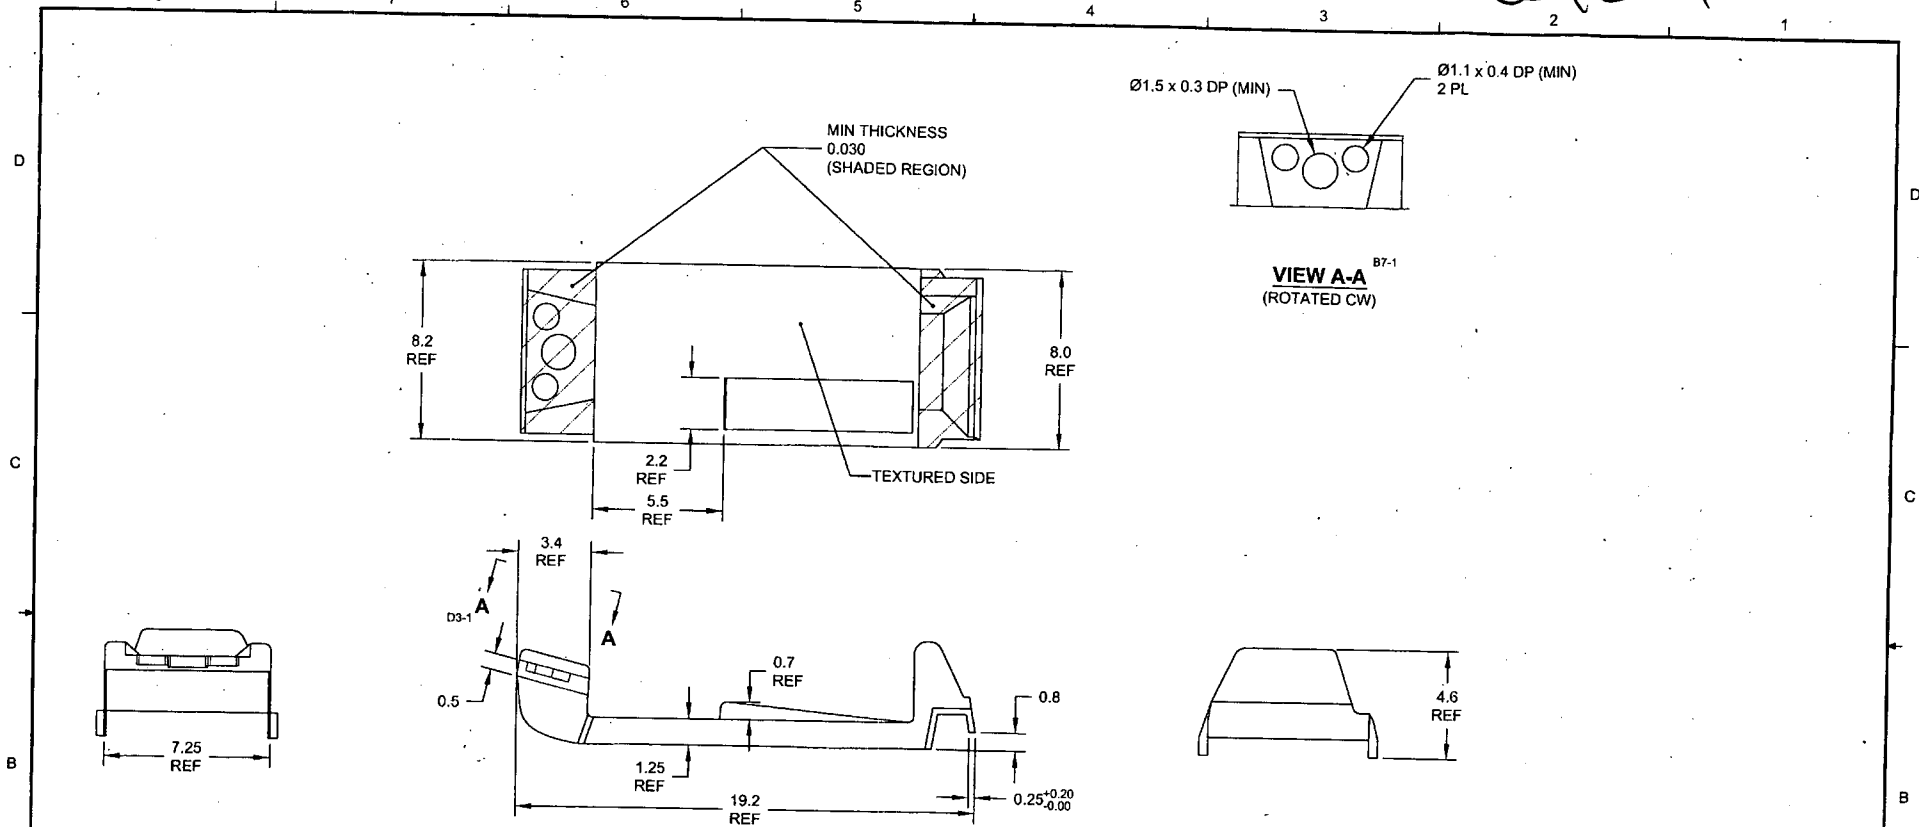 6
5
4
3
2
1
Ø1.5 x 0.3 DP (MIN)
Ø1.1 x 0.4 DP (MIN)
2 PL
MIN THICKNESS
0.030
(SHADED REGION)
D
D
VIEW A-A B7-1
(ROTATED CW)
8.2
REF
8.0
REF
2.2
REF
TEXTURED SIDE
5.5
REF
C
C
3.4
REF
D3-1 A
A
0.5
0.7
REF
0.8
4.6
REF
7.25
REF
1.25
REF
19.2
REF
0.25 +0.20
-0.00
B
B